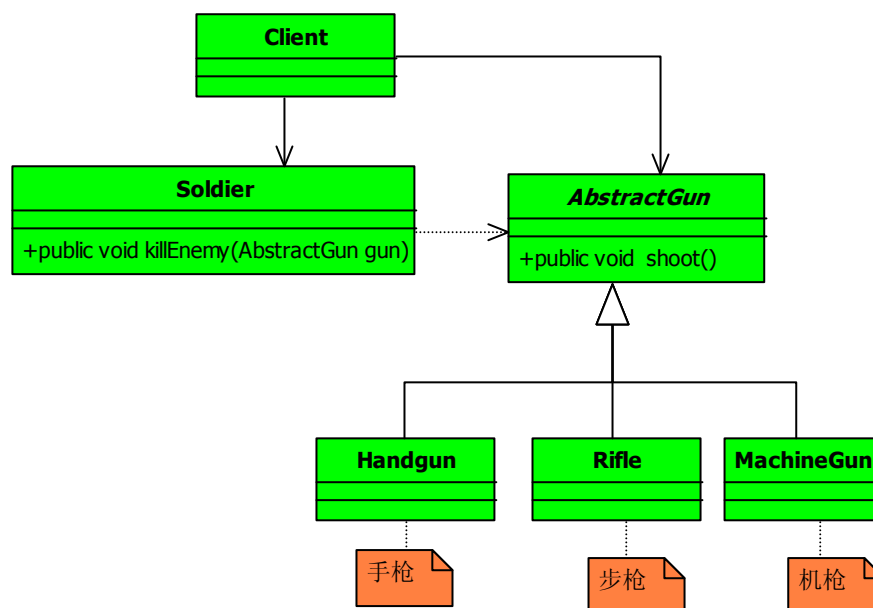 Client
Soldier
+public void killEnemy(AbstractGun gun)
AbstractGun
+public void shoot()
Handgun
Rifle
MachineGun
手枪
步枪
机枪